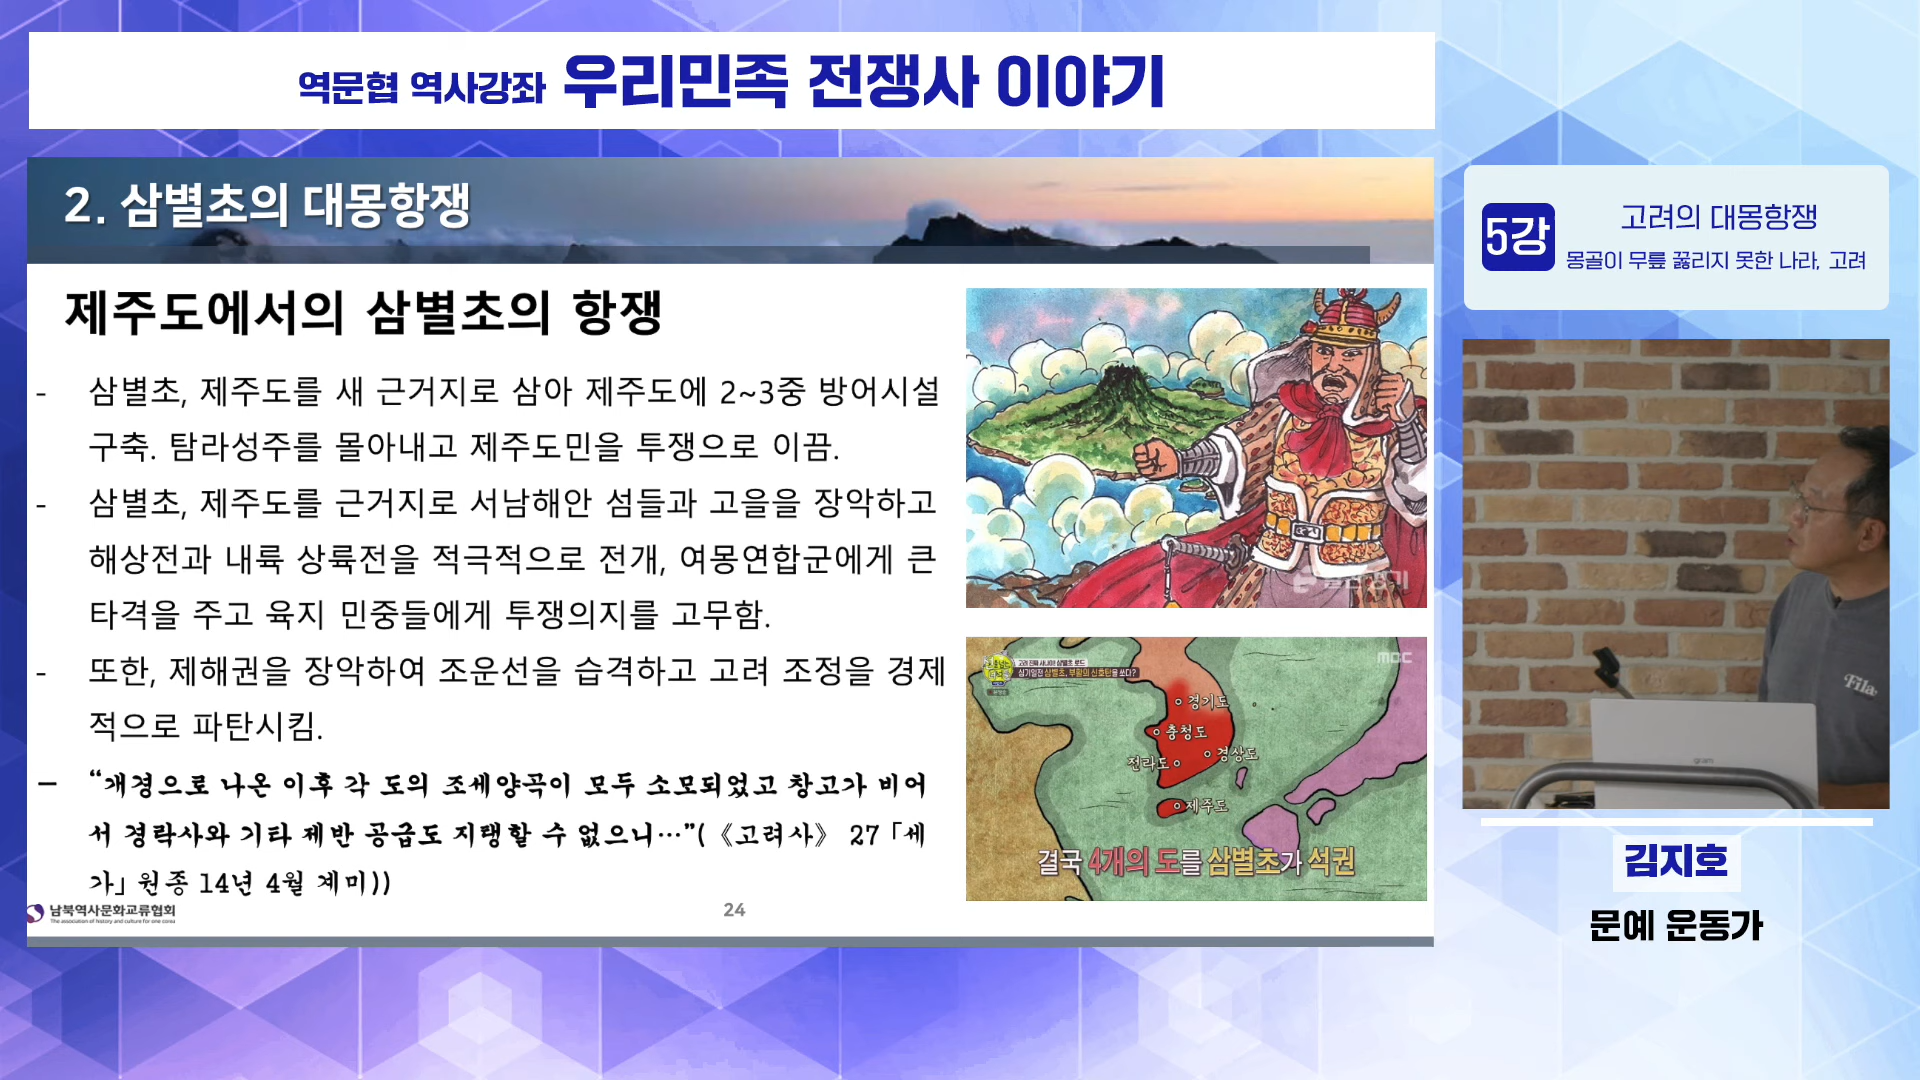 역문협 역사강좌 우리민족 전쟁사 이야기
2. 삼별초의 대몽항쟁
제주도에서의 삼별초의 항쟁
- 삼별초, 제주도를 새 근거지로 삼아 제주도에 2~3중 방어시설
구축. 탐라성주를 몰아내고 제주도민을 투쟁으로 이끔.
- 삼별초, 제주도를 근거지로 서남해안 섬들과 고을을 장악하고
해상전과 내륙 상륙전을 적극적으로 전개, 여몽연합군에게 큰
타격을 주고 육지 민중들에게 투쟁의지를 고무함.
- 또한, 제해권을 장악하여 조운선을 습격하고 고려 조정을 경제
적으로 파탄시킴.
- “개경으로 나온 이후 각 도의 조세양곡이 모두 소모되었고 창고가 비어
서 경락사와 기타 제반 공급도 지탱할 수 없으니…”(《고려사》 27「세
가」 원종 14년 4월 계미))
남북역사문화교류협회
The association of history and culture for one corea
24
MBC
경기도
충청도
경상도
전라도
제주도
결국 4개의 도를 삼별초가 석권
5강
고려의 대몽항쟁
몽골이 무릎 꿇리지 못한 나라, 고려
Fila
gram
김지호
문예 운동가